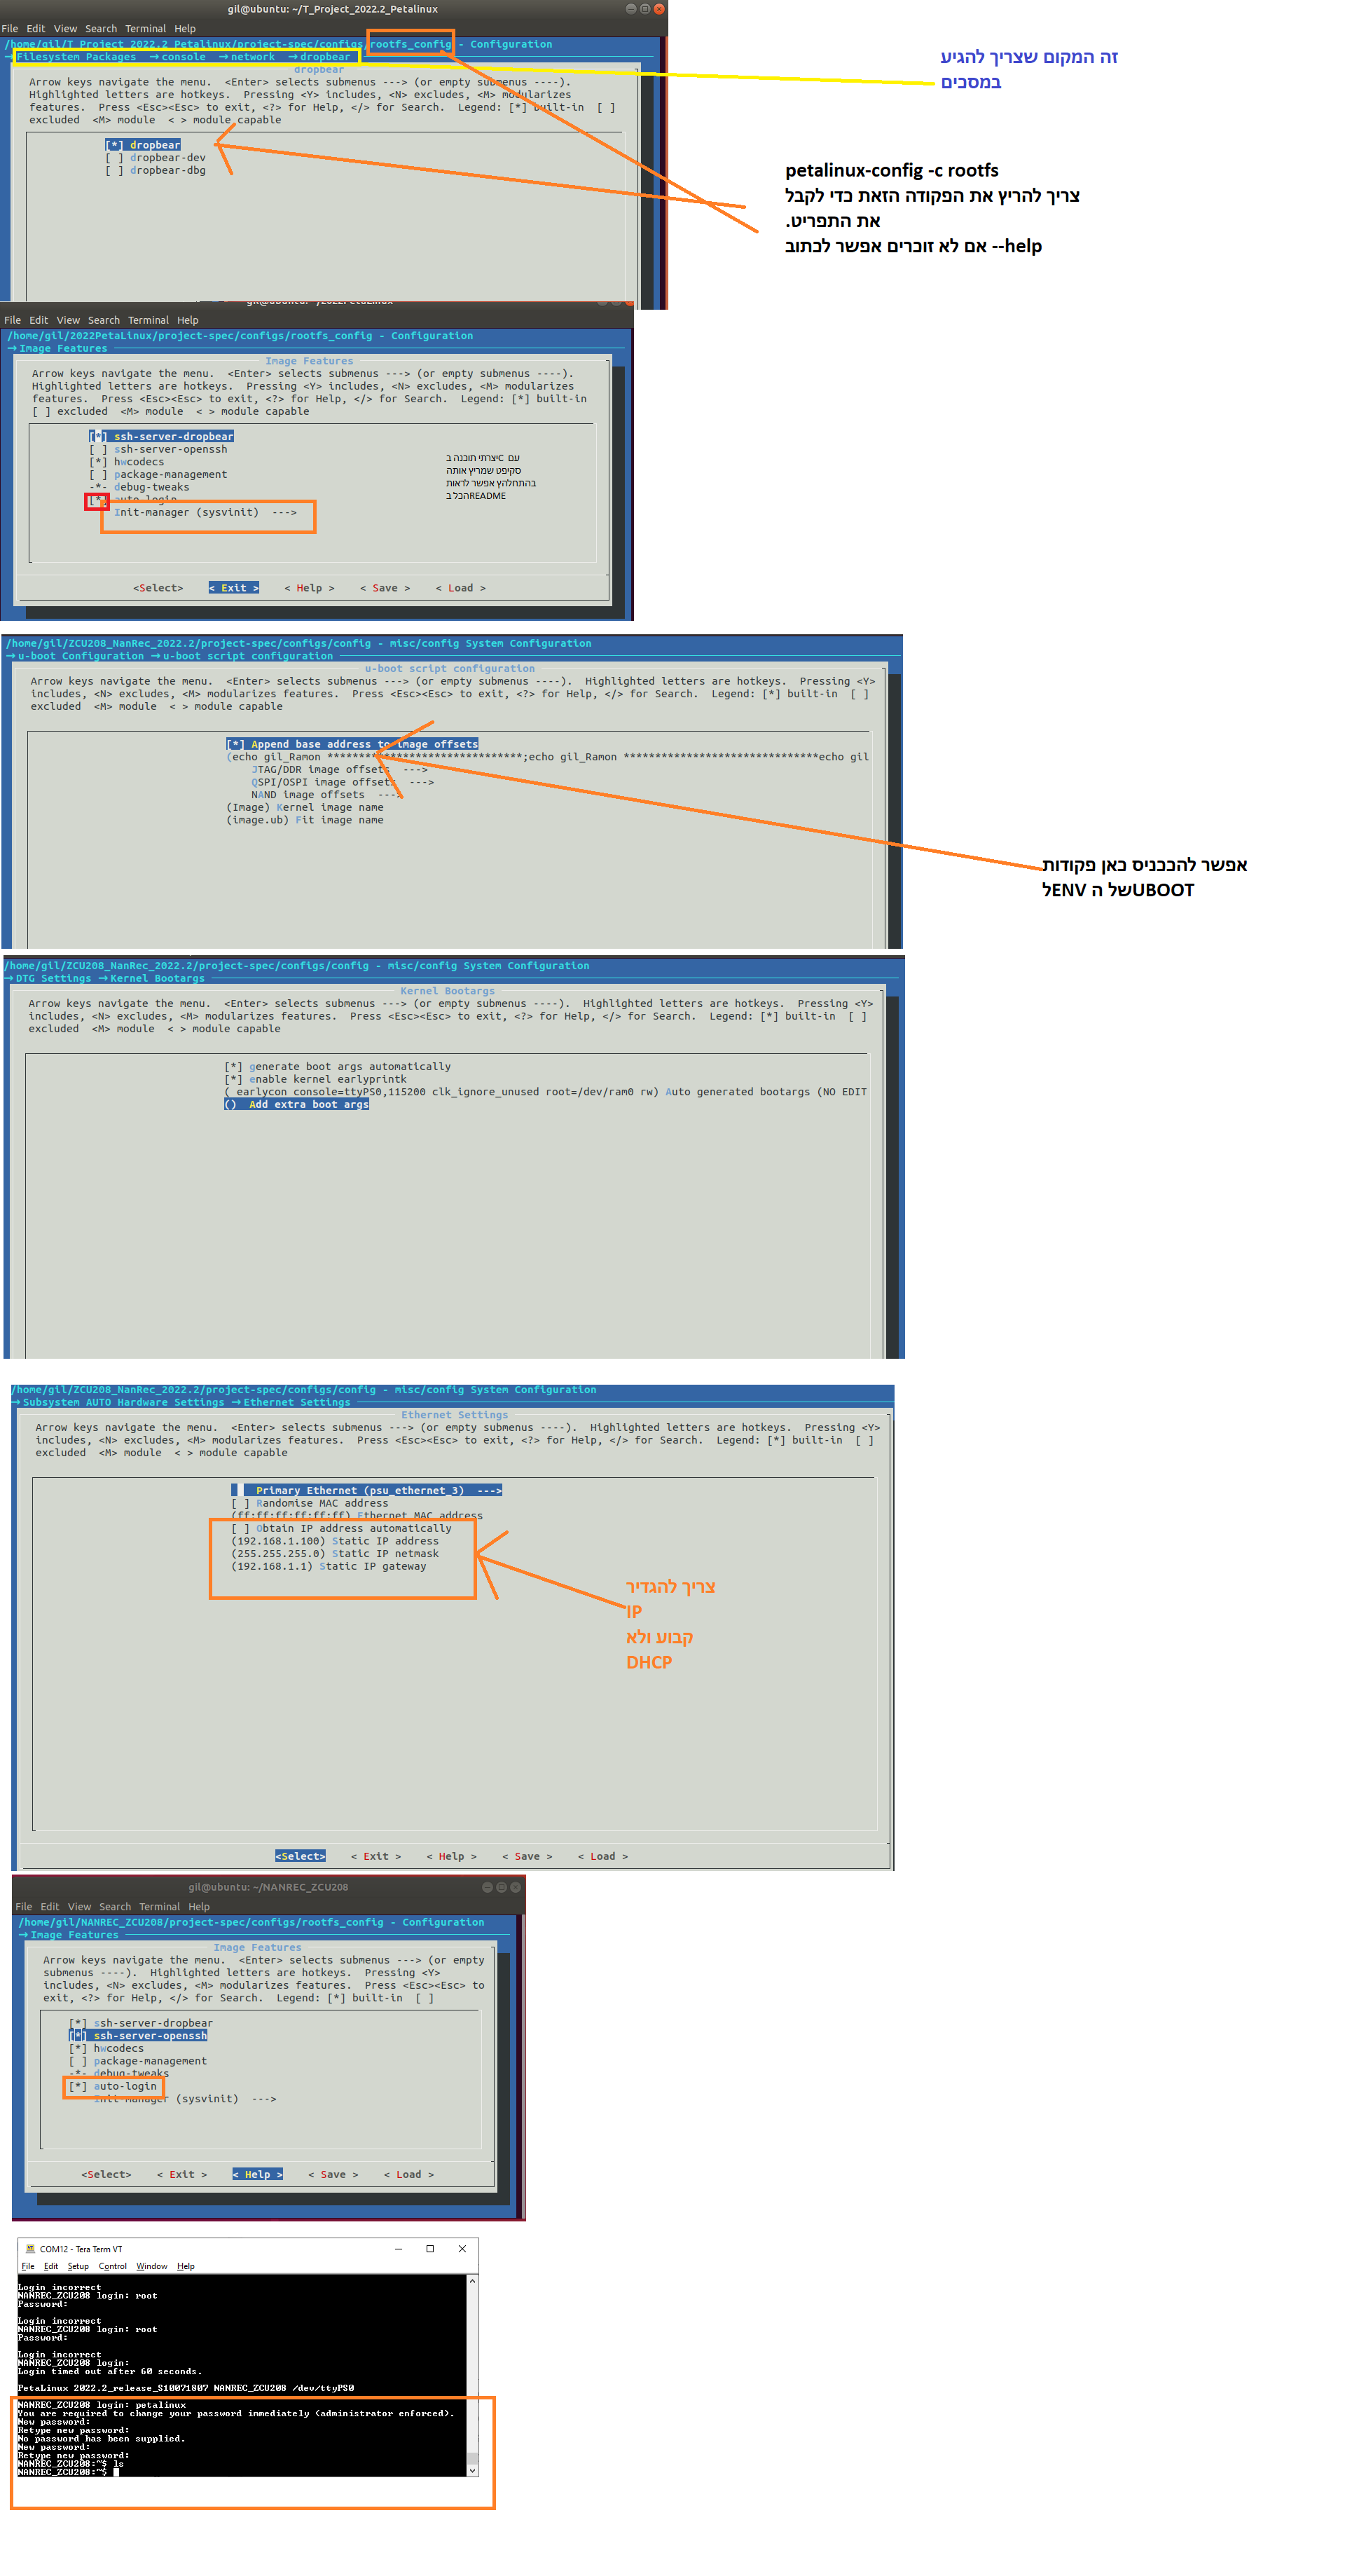 gil@ubuntu: ~/T_Project_2022.2_Petalinux
File Edit View Search Terminal Help
/home/gil/T_Project_2022.2_Petalinux/project-spec/configs/rootfs_config - Configuration
→ Filesystem Packages → console → network → dropbear
dropbear
Arrow keys navigate the menu. <Enter> selects submenus ---> (or empty submenus ----).
Highlighted letters are hotkeys. Pressing <Y> includes, <N> excludes, <M> modularizes
features. Press <Esc><Esc> to exit, <?> for Help, </> for Search. Legend: [*] built-in [ ]
excluded <M> module < > module capable
[*] dropbear
[ ] dropbear-dev
[ ] dropbear-dbg
זה המקום שצריך להגיע
במסכים
petalinux-config -c rootfs
צריך להריץ את הפקודה הזאת כדי לקבל
את התפריט.
אם לא זוכרים אפשר לכתוב --help
gil@ubuntu: ~/2022PetaLinux
File Edit View Search Terminal Help
/home/gil/2022PetaLinux/project-spec/configs/rootfs_config - Configuration
→ Image Features
Image Features
Arrow keys navigate the menu. <Enter> selects submenus ---> (or empty submenus ----).
Highlighted letters are hotkeys. Pressing <Y> includes, <N> excludes, <M> modularizes
features. Press <Esc><Esc> to exit, <?> for Help, </> for Search. Legend: [*] built-in
[ ] excluded <M> module < > module capable
[*] ssh-server-dropbear
[ ] ssh-server-openssh
[*] hwcodecs
[ ] package-management
-*- debug-tweaks
[*] auto-login
Init-manager (sysvinit) --->
יצרתי תוכנה ב C עם
סקיפט שמריץ אותה
בהתחלהץ אפשר לראות
הכל ב README
<Select> < Exit > < Help > < Save > < Load >
/home/gil/ZCU208_NanRec_2022.2/project-spec/configs/config - misc/config System Configuration
→ u-boot Configuration → u-boot script configuration
u-boot script configuration
Arrow keys navigate the menu. <Enter> selects submenus ---> (or empty submenus ----). Highlighted letters are hotkeys. Pressing <Y>
includes, <N> excludes, <M> modularizes features. Press <Esc><Esc> to exit, <?> for Help, </> for Search. Legend: [*] built-in [ ]
excluded <M> module < > module capable
[*] Append base address to image offsets
(echo gil_Ramon *******************************;echo gil_Ramon *******************************echo gil
JTAG/DDR image offsets --->
QSPI/OSPI image offsets --->
NAND image offsets --->
(Image) Kernel image name
(image.ub) Fit image name
אפשר להככניס כאן פקודות
לENV של ה UBOOT
/home/gil/ZCU208_NanRec_2022.2/project-spec/configs/config - misc/config System Configuration
→ DTG Settings → Kernel Bootargs
Kernel Bootargs
Arrow keys navigate the menu. <Enter> selects submenus ---> (or empty submenus ----). Highlighted letters are hotkeys. Pressing <Y>
includes, <N> excludes, <M> modularizes features. Press <Esc><Esc> to exit, <?> for Help, </> for Search. Legend: [*] built-in [ ]
excluded <M> module < > module capable
[*] generate boot args automatically
[*] enable kernel earlyprintk
( earlycon console=ttyPS0,115200 clk_ignore_unused root=/dev/ram0 rw) Auto generated bootargs (NO EDIT
() Add extra boot args
/home/gil/ZCU208_NanRec_2022.2/project-spec/configs/config - misc/config System Configuration
→ Subsystem AUTO Hardware Settings → Ethernet Settings
Ethernet Settings
Arrow keys navigate the menu. <Enter> selects submenus ---> (or empty submenus ----). Highlighted letters are hotkeys. Pressing <Y>
includes, <N> excludes, <M> modularizes features. Press <Esc><Esc> to exit, <?> for Help, </> for Search. Legend: [*] built-in [ ]
excluded <M> module < > module capable
Primary Ethernet (psu_ethernet_3) --->
[ ] Randomise MAC address
(ff:ff:ff:ff:ff:ff) Ethernet MAC address
[ ] Obtain IP address automatically
(192.168.1.100) Static IP address
(255.255.255.0) Static IP netmask
(192.168.1.1) Static IP gateway
צריך להגדיר
IP
קבוע ולא
DHCP
<Select> < Exit > < Help > < Save > < Load >
gil@ubuntu: ~/NANREC_ZCU208
File Edit View Search Terminal Help
/home/gil/NANREC_ZCU208/project-spec/configs/rootfs_config - Configuration
→ Image Features
Image Features
Arrow keys navigate the menu. <Enter> selects submenus ---> (or empty
submenus ----). Highlighted letters are hotkeys. Pressing <Y>
includes, <N> excludes, <M> modularizes features. Press <Esc><Esc> to
exit, <?> for Help, </> for Search. Legend: [*] built-in [ ]
[*] ssh-server-dropbear
[*] ssh-server-openssh
[*] hwcodecs
[ ] package-management
-*- debug-tweaks
[*] auto-login
Init-manager (sysvinit) --->
<Select> < Exit > < Help > < Save > < Load >
COM12 - Tera Term VT
File Edit Setup Control Window Help
Login incorrect
NANREC_ZCU208 login: root
Password:
Login incorrect
NANREC_ZCU208 login: root
Password:
Login incorrect
NANREC_ZCU208 login:
Login timed out after 60 seconds.
PetaLinux 2022.2_release_S10071807 NANREC_ZCU208 /dev/ttyPS0
NANREC_ZCU208 login: petalinux
You are required to change your password immediately (administrator enforced).
New password:
Retype new password:
No password has been supplied.
New password:
Retype new password:
NANREC_ZCU208:~$ ls
NANREC_ZCU208:~$